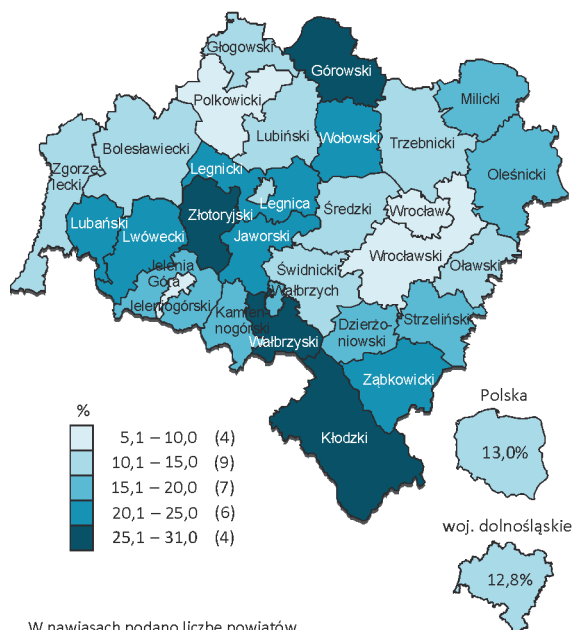 Głogowski
Górowski
Milicki
Polkowicki
Lubiński
Wołowski
Trzebnicki
Bolesławiecki
Zgorze
lecki
Legnicki
Oleśnicki
Legnica
Lubański
Złotoryjski
Średzki
Wrocław
Lwówecki
Jaworski
Wrocławski
Jelenia
Góra
Świdnicki
Oławski
Wałbrych
Jeleniogórski
Kamien
nogórski
Dzierżo-
niowski
Strzeliński
Wałbrzyski
Ząbkowicki
Kłodzki
Polska
13,0%
%
5,1 – 10,0 (4)
10,1 – 15,0 (9)
15,1 – 20,0 (7)
20,1 – 25,0 (6)
25,1 – 31,0 (4)
woj. dolnośląskie
12,8%
W nawiasach podano liczbę powiatów